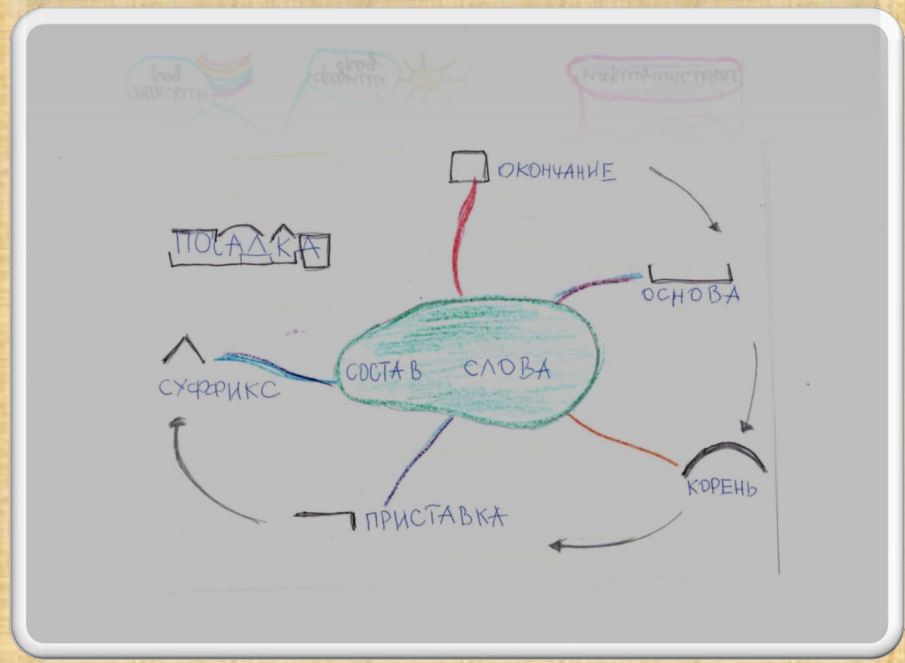 ОКОНЧАНИЕ
ПОСАДКА
ОСНОВА
СОСТАВ СЛОВА
СУФФИКС
КОРЕНЬ
ПРИСТАВКА